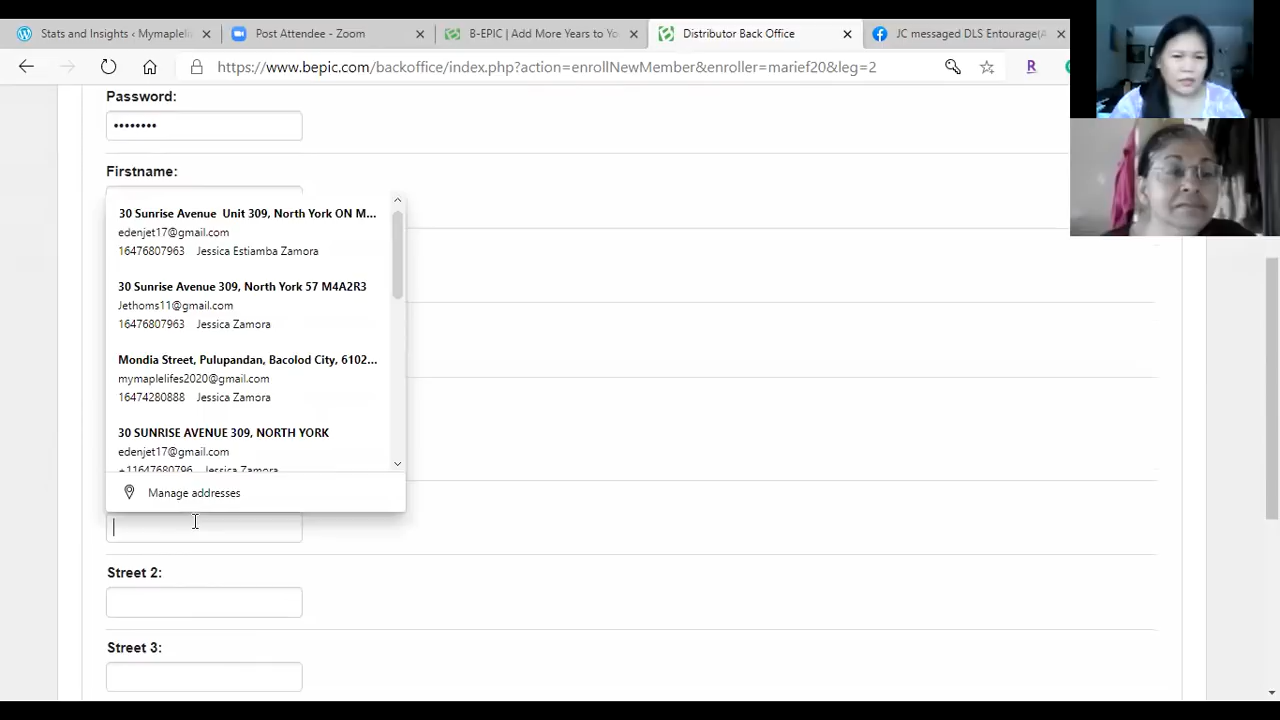 Stats and Insights ‹ Mymapleli
Post Attendee - Zoom
B-EPIC | Add More Years to Yo
Distributor Back Office
JC messaged DLS Entourage(A
https://www.bepic.com/backoffice/index.php?action=enrollNewMember&enroller=marief20&leg=2
R
Password:
••••••••
Firstname:
30 Sunrise Avenue Unit 309, North York ON M...
edenjet17@gmail.com
16476807963 Jessica Estiamba Zamora
30 Sunrise Avenue 309, North York 57 M4A2R3
Jethoms11@gmail.com
16476807963 Jessica Zamora
Mondia Street, Pulupandan, Bacolod City, 6102...
mymaplelifes2020@gmail.com
16474280888 Jessica Zamora
30 SUNRISE AVENUE 309, NORTH YORK
edenjet17@gmail.com
+11647680796 Jessica Zamora
Manage addresses
Street 2:
Street 3: